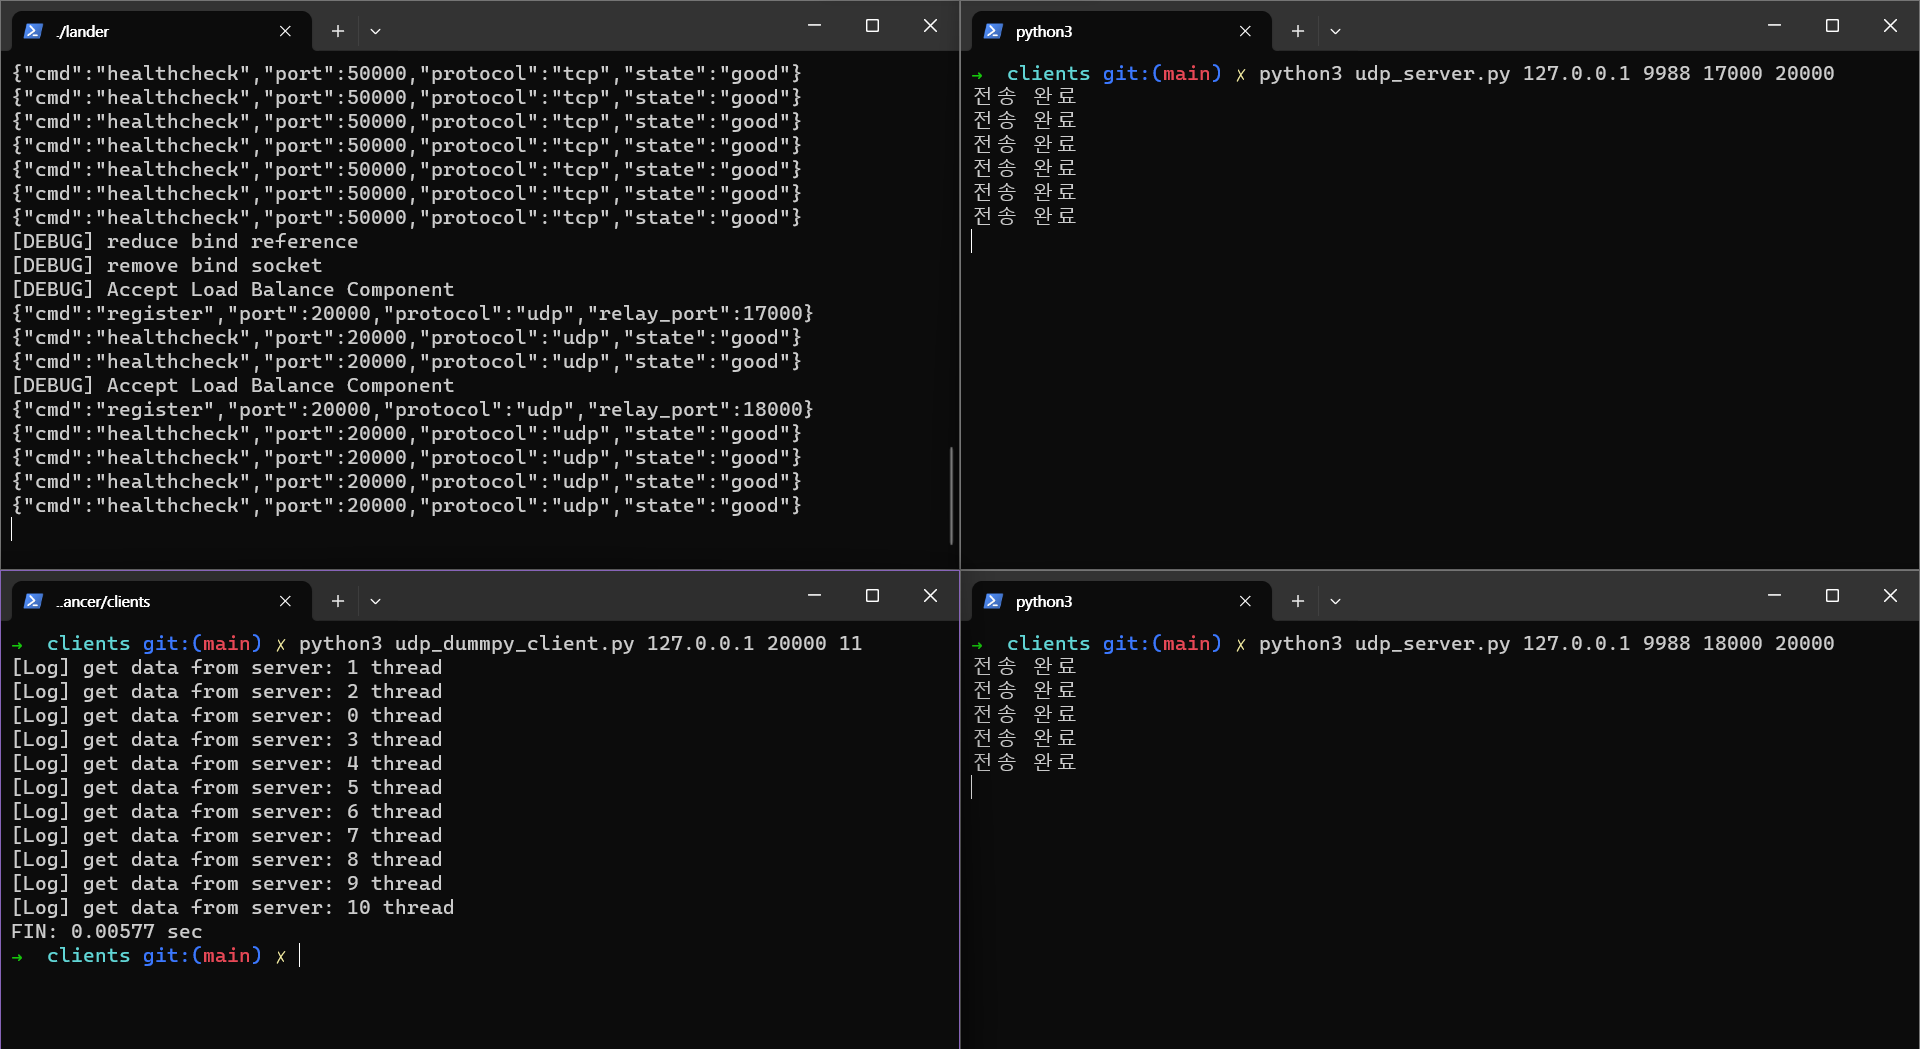 ./lander
{"cmd":"healthcheck","port":50000,"protocol":"tcp","state":"good"}
{"cmd":"healthcheck","port":50000,"protocol":"tcp","state":"good"}
{"cmd":"healthcheck","port":50000,"protocol":"tcp","state":"good"}
{"cmd":"healthcheck","port":50000,"protocol":"tcp","state":"good"}
{"cmd":"healthcheck","port":50000,"protocol":"tcp","state":"good"}
{"cmd":"healthcheck","port":50000,"protocol":"tcp","state":"good"}
{"cmd":"healthcheck","port":50000,"protocol":"tcp","state":"good"}
[DEBUG] reduce bind reference
[DEBUG] remove bind socket
[DEBUG] Accept Load Balance Component
{"cmd":"register","port":20000,"protocol":"udp","relay_port":17000}
{"cmd":"healthcheck","port":20000,"protocol":"udp","state":"good"}
{"cmd":"healthcheck","port":20000,"protocol":"udp","state":"good"}
[DEBUG] Accept Load Balance Component
{"cmd":"register","port":20000,"protocol":"udp","relay_port":18000}
{"cmd":"healthcheck","port":20000,"protocol":"udp","state":"good"}
{"cmd":"healthcheck","port":20000,"protocol":"udp","state":"good"}
{"cmd":"healthcheck","port":20000,"protocol":"udp","state":"good"}
{"cmd":"healthcheck","port":20000,"protocol":"udp","state":"good"}
python3
→ clients git:(main) ✗ python3 udp_server.py 127.0.0.1 9988 17000 20000
전송 완료
전송 완료
전송 완료
전송 완료
전송 완료
전송 완료
..ancer/clients
→ clients git:(main) ✗ python3 udp_dummpy_client.py 127.0.0.1 20000 11
[Log] get data from server: 1 thread
[Log] get data from server: 2 thread
[Log] get data from server: 0 thread
[Log] get data from server: 3 thread
[Log] get data from server: 4 thread
[Log] get data from server: 5 thread
[Log] get data from server: 6 thread
[Log] get data from server: 7 thread
[Log] get data from server: 8 thread
[Log] get data from server: 9 thread
[Log] get data from server: 10 thread
FIN: 0.00577 sec
→ clients git:(main) ✗
python3
→ clients git:(main) ✗ python3 udp_server.py 127.0.0.1 9988 18000 20000
전송 완료
전송 완료
전송 완료
전송 완료
전송 완료